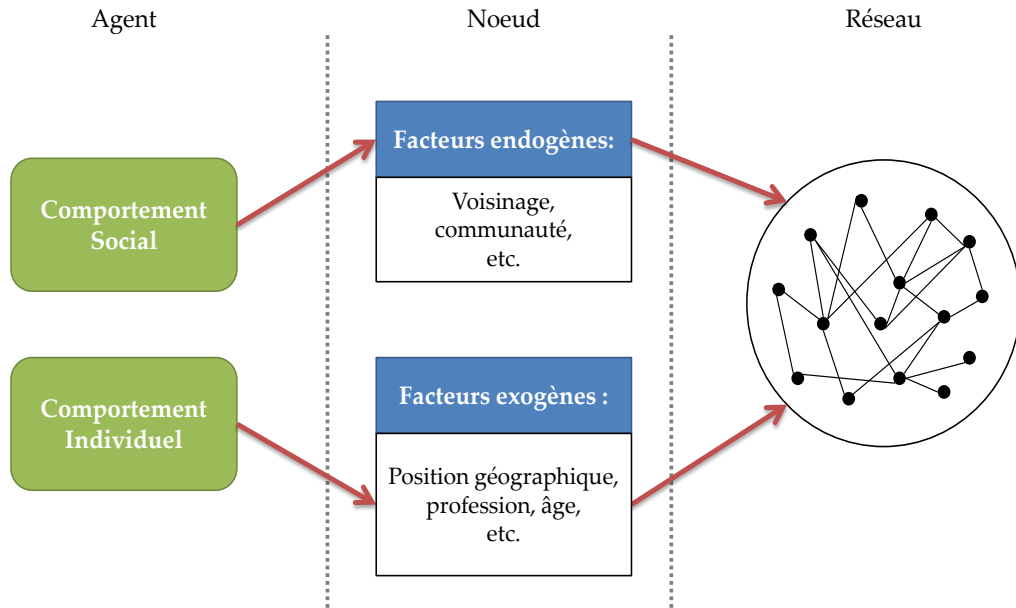 Agent
Noeud
Réseau
Comportement
Social
Facteurs endogènes:
Voisinage,
communauté,
etc.
Comportement
Individuel
Facteurs exogènes :
Position géographique,
profession, âge,
etc.